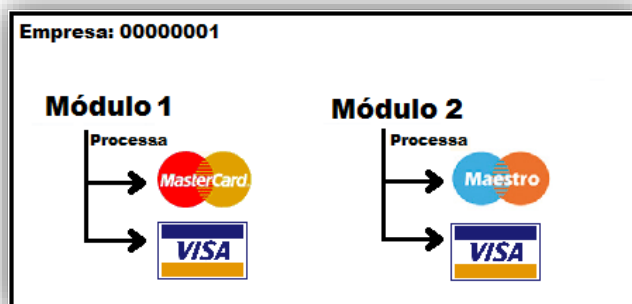 Empresa: 00000001
Módulo 1
Processa
MasterCard
VISA
Módulo 2
Processa
Maestro
VISA